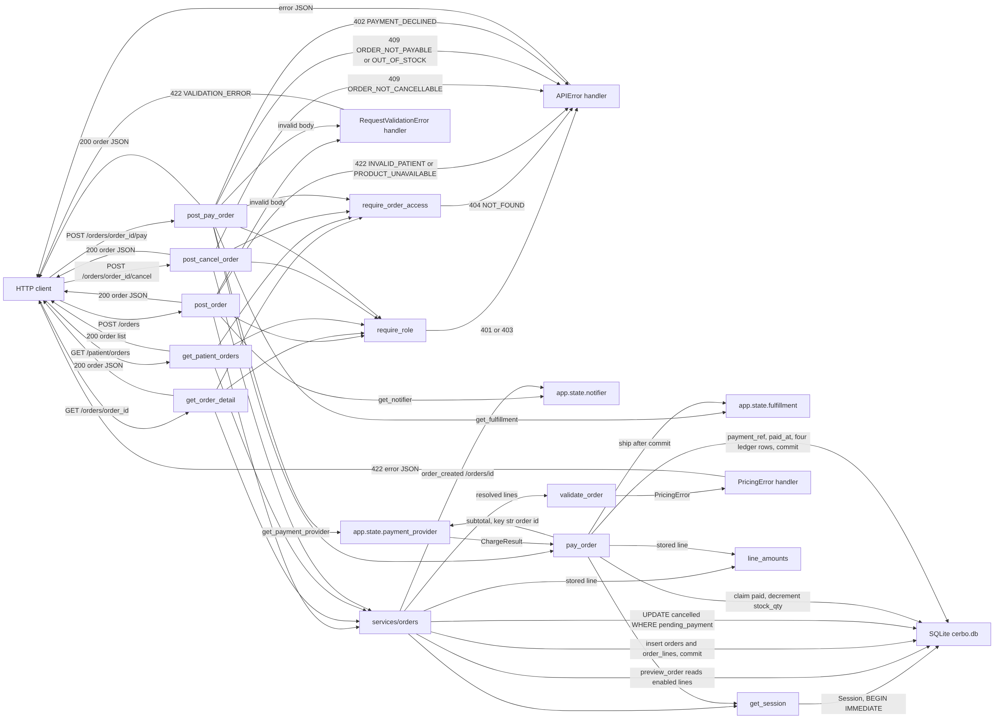 error JSON
402 PAYMENT_DECLINED
409
ORDER_NOT_PAYABLE
or OUT_OF_STOCK
409
ORDER_NOT_CANCELLABLE
422 VALIDATION_ERROR
APIError handler
RequestValidationError
handler
invalid body
200 order JSON
422 INVALID_PATIENT or
PRODUCT_UNAVAILABLE
invalid body
require_order_access
404 NOT_FOUND
post_pay_order
POST /orders/order_id/pay
200 order JSON
post_cancel_order
POST
/orders/order_id/cancel
HTTP client
200 order JSON
post_order
POST /orders
require_role
401 or 403
200 order list
GET /patient/orders
get_patient_orders
200 order JSON
get_order_detail
GET /orders/order_id
app.state.notifier
get_notifier
app.state.fulfillment
get_fulfillment
ship after commit
payment_ref, paid_at, four
ledger rows, commit
422 error JSON
order_created /orders/id
PricingError handler
resolved lines
validate_order
PricingError
subtotal, key str order id
get_payment_provider
app.state.payment_provider
ChargeResult
pay_order
stored line
line_amounts
stored line
claim paid, decrement
stock_qty
services/orders
UPDATE cancelled
WHERE pending_payment
SQLite cerbo.db
insert orders and
order_lines, commit
preview_order reads
enabled lines
get_session
Session, BEGIN
IMMEDIATE